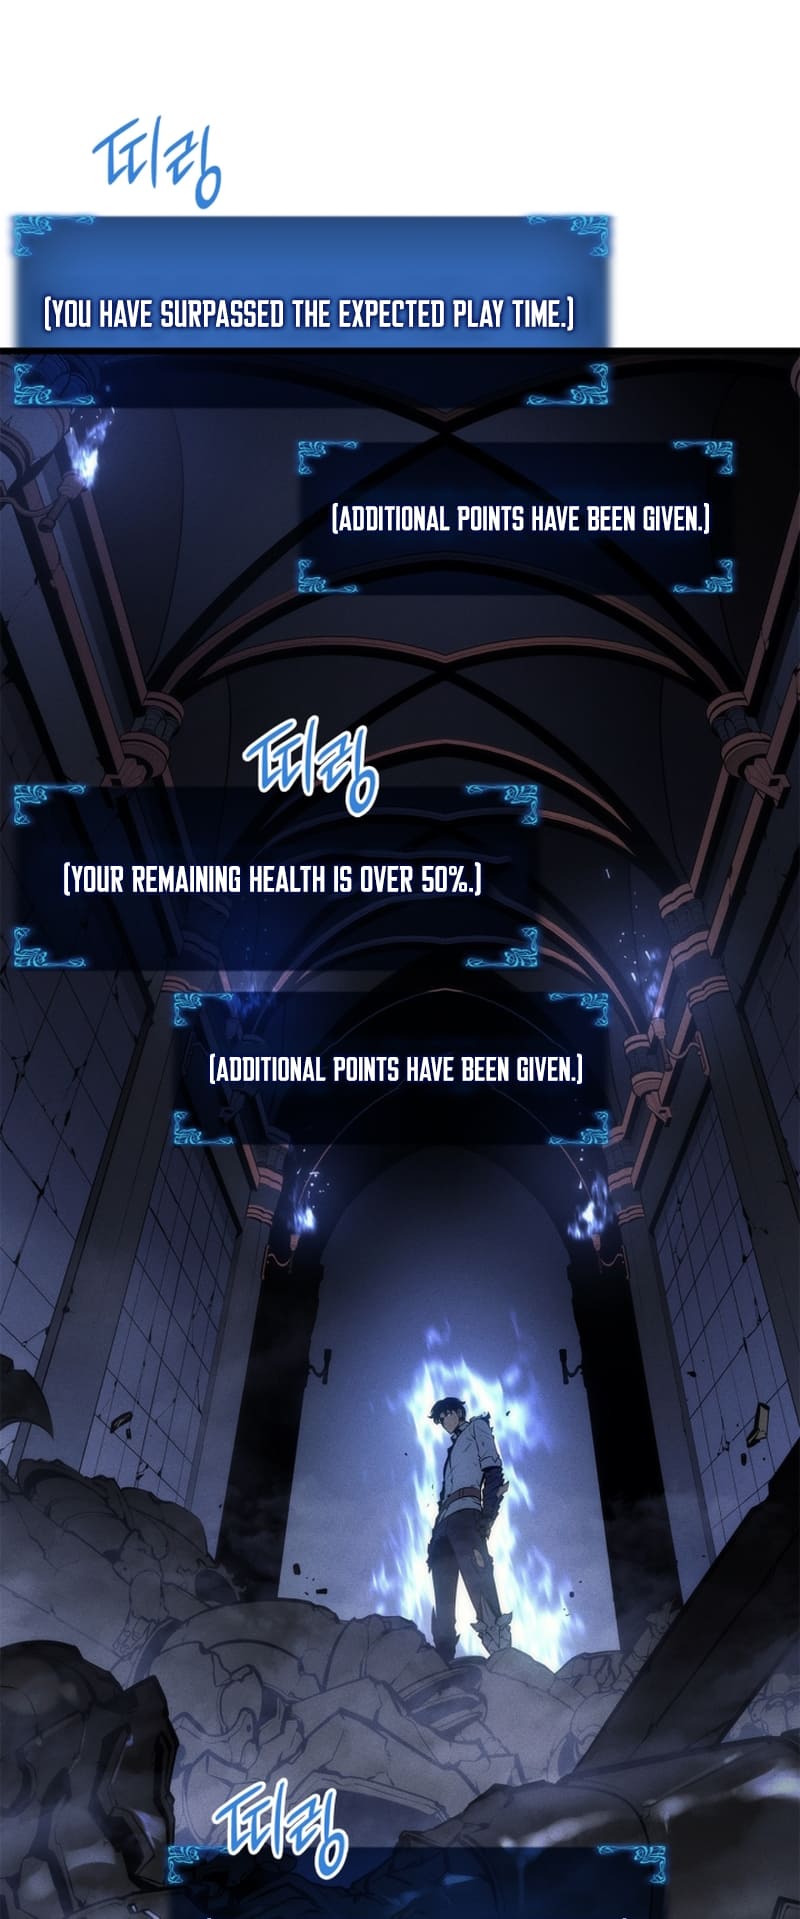 띠링
[YOU HAVE SURPASSED THE EXPECTED PLAY TIME.]
[ADDITIONAL POINTS HAVE BEEN GIVEN.]
띠링
[YOUR REMAINING HEALTH IS OVER 50%.]
[ADDITIONAL POINTS HAVE BEEN GIVEN.]
띠링